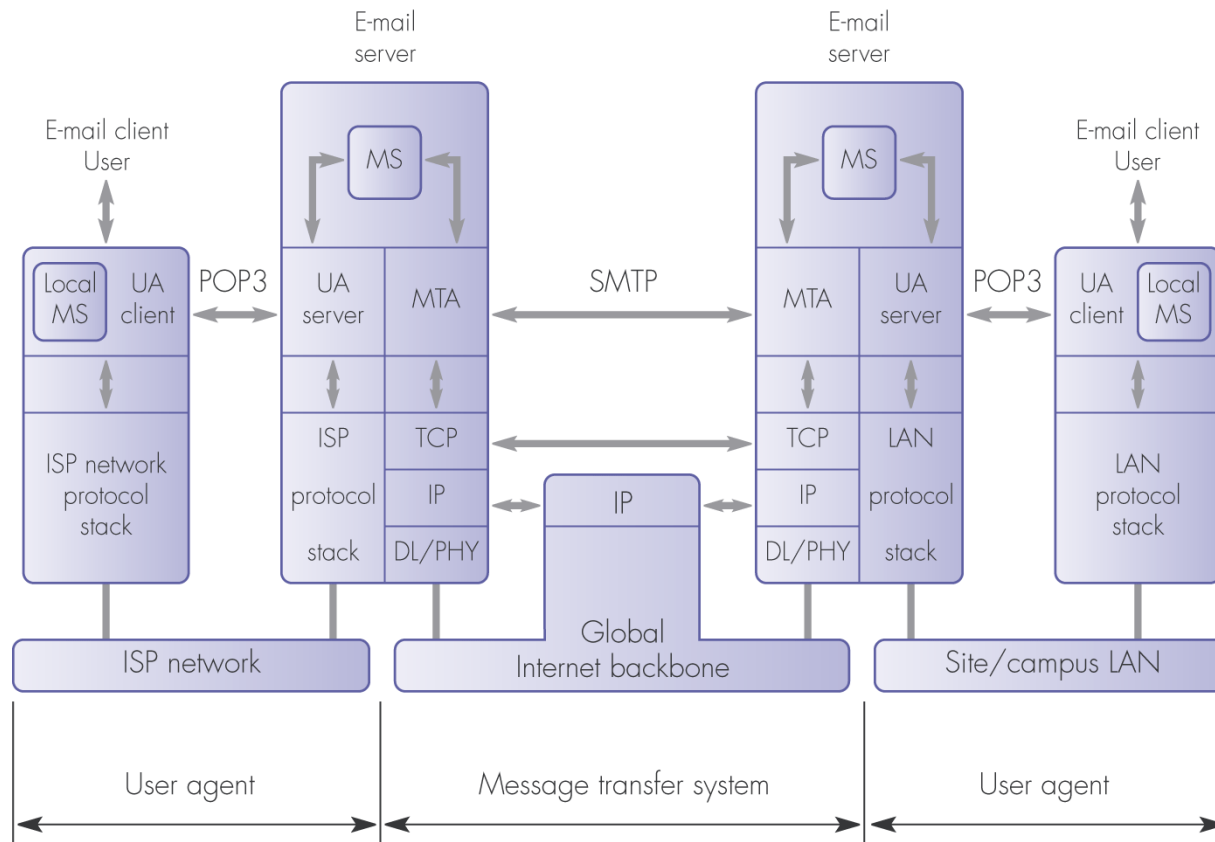 E-mail
server
E-mail
server
E-mail client
User
E-mail client
User
MS
MS
Local
MS
UA
client
POP3
UA
server
MTA
SMTP
MTA
UA
server
POP3
UA
client
Local
MS
ISP network
protocol
stack
ISP
protocol
stack
TCP
IP
DL/PHY
IP
TCP
IP
DL/PHY
LAN
protocol
stack
LAN
protocol
stack
ISP network
Global
Internet backbone
Site/campus LAN
User agent
Message transfer system
User agent